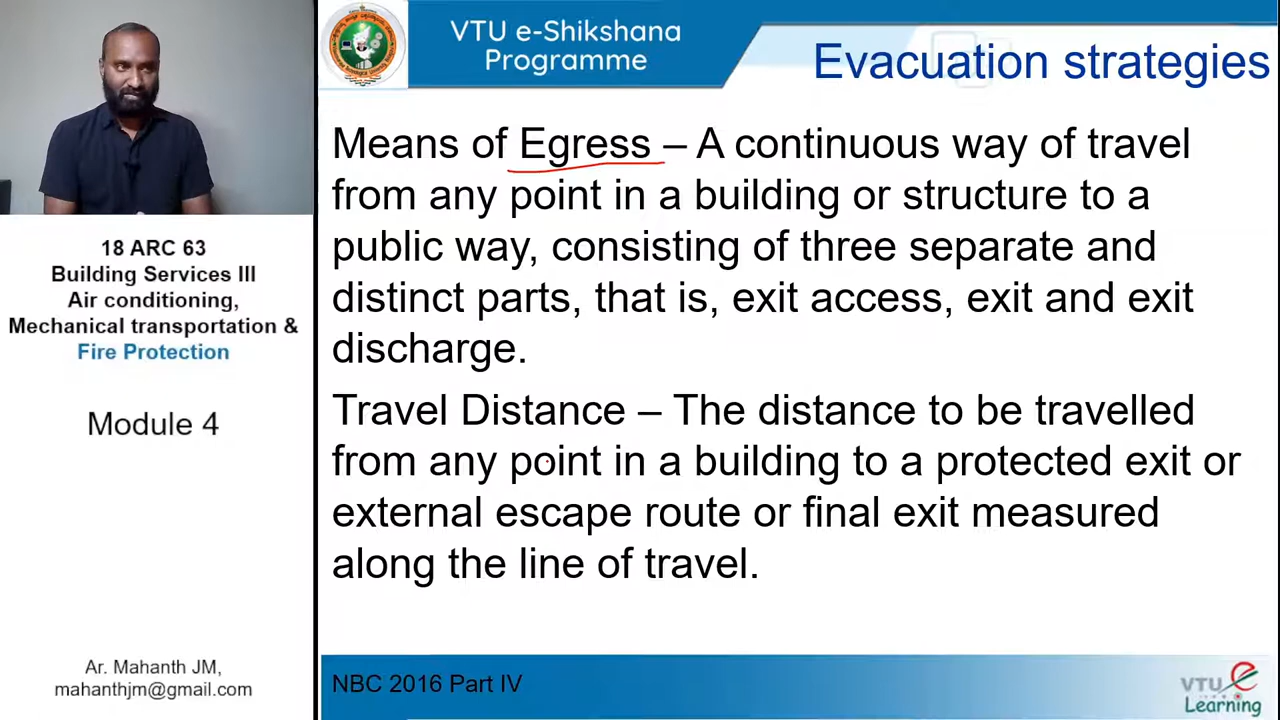 VTU e-Shikshana
Programme
Evacuation strategies
Means of Egress – A continuous way of travel
from any point in a building or structure to a
public way, consisting of three separate and
distinct parts, that is, exit access, exit and exit
discharge.
Travel Distance – The distance to be travelled
from any point in a building to a protected exit or
external escape route or final exit measured
along the line of travel.
18 ARC 63
Building Services III
Air conditioning,
Mechanical transportation &
Fire Protection
Module 4
Ar. Mahanth JM,
mahanthjm@gmail.com
NBC 2016 Part IV
VTU e
Learning